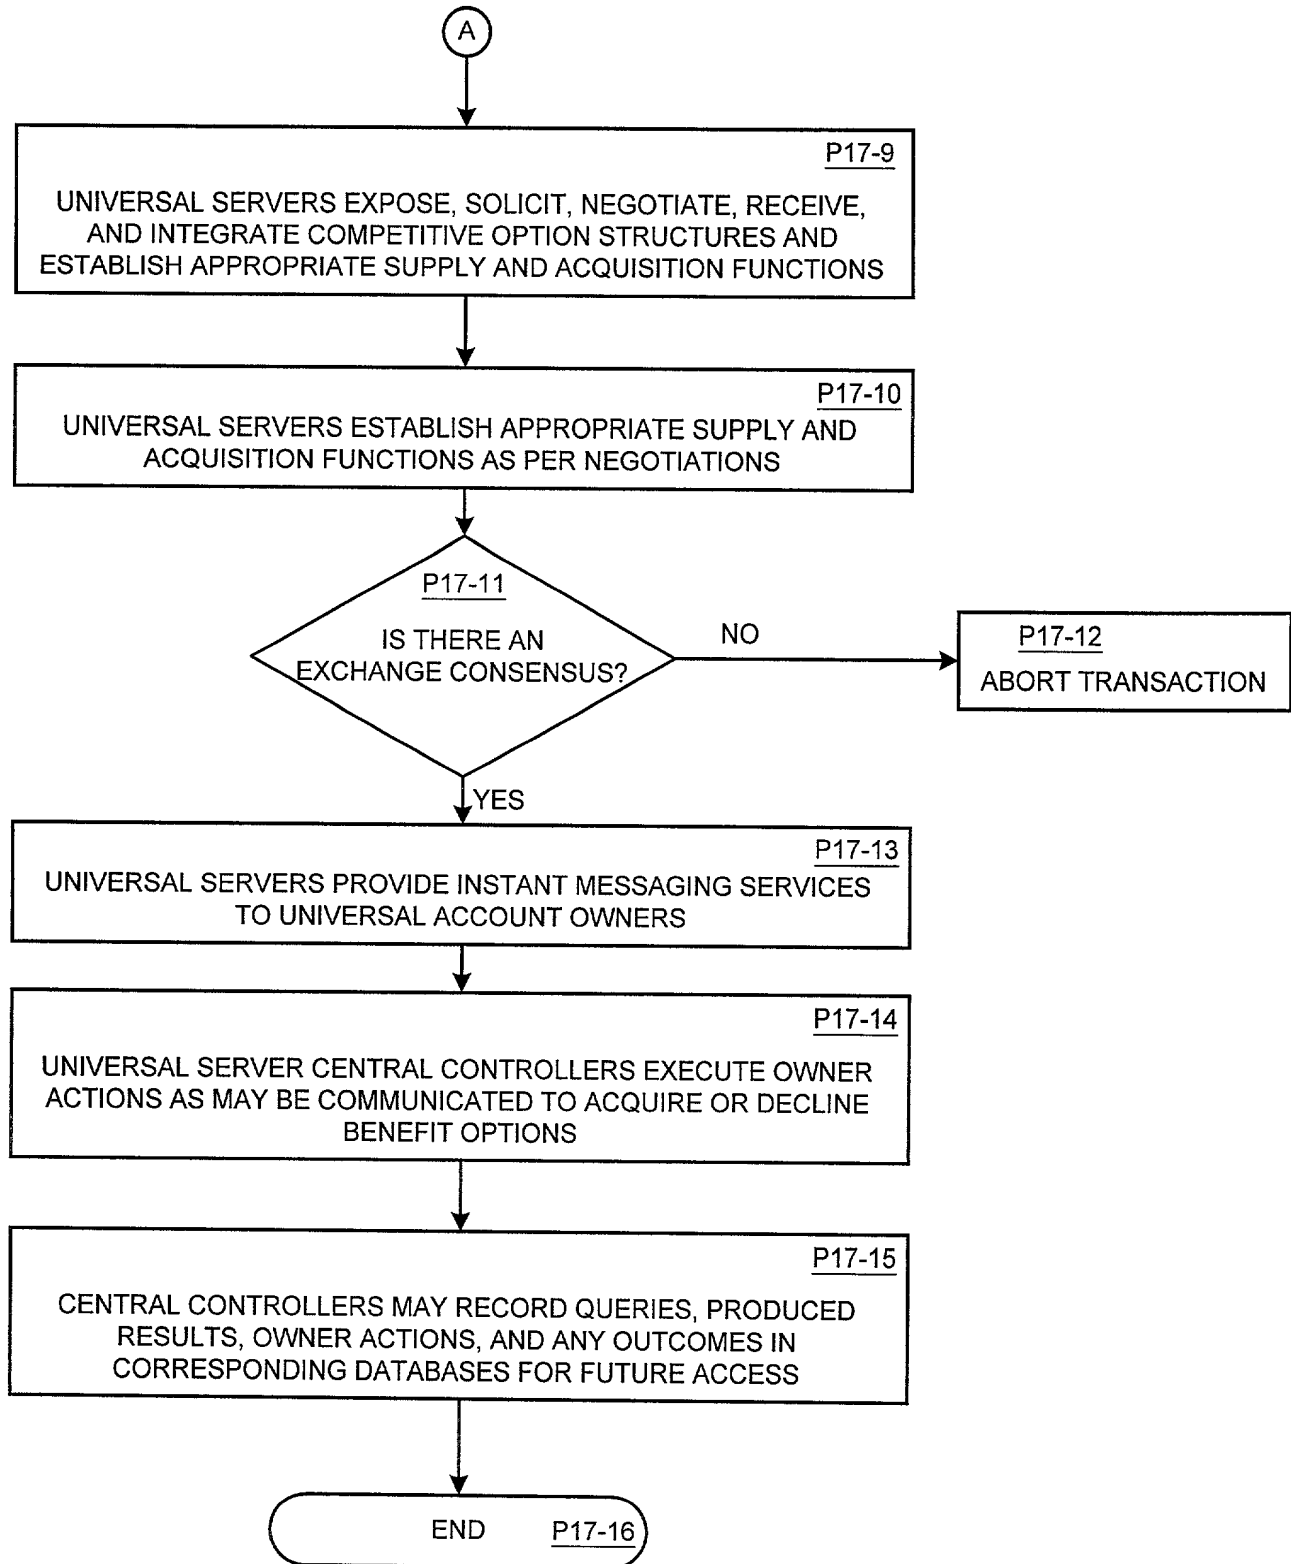 A
P17-9
UNIVERSAL SERVERS EXPOSE, SOLICIT, NEGOTIATE, RECEIVE,
AND INTEGRATE COMPETITIVE OPTION STRUCTURES AND
ESTABLISH APPROPRIATE SUPPLY AND ACQUISITION FUNCTIONS
P17-10
UNIVERSAL SERVERS ESTABLISH APPROPRIATE SUPPLY AND
ACQUISITION FUNCTIONS AS PER NEGOTIATIONS
P17-11
IS THERE AN
EXCHANGE CONSENSUS?
NO
P17-12
ABORT TRANSACTION
YES
P17-13
UNIVERSAL SERVERS PROVIDE INSTANT MESSAGING SERVICES
TO UNIVERSAL ACCOUNT OWNERS
P17-14
UNIVERSAL SERVER CENTRAL CONTROLLERS EXECUTE OWNER
ACTIONS AS MAY BE COMMUNICATED TO ACQUIRE OR DECLINE
BENEFIT OPTIONS
P17-15
CENTRAL CONTROLLERS MAY RECORD QUERIES, PRODUCED
RESULTS, OWNER ACTIONS, AND ANY OUTCOMES IN
CORRESPONDING DATABASES FOR FUTURE ACCESS
END P17-16